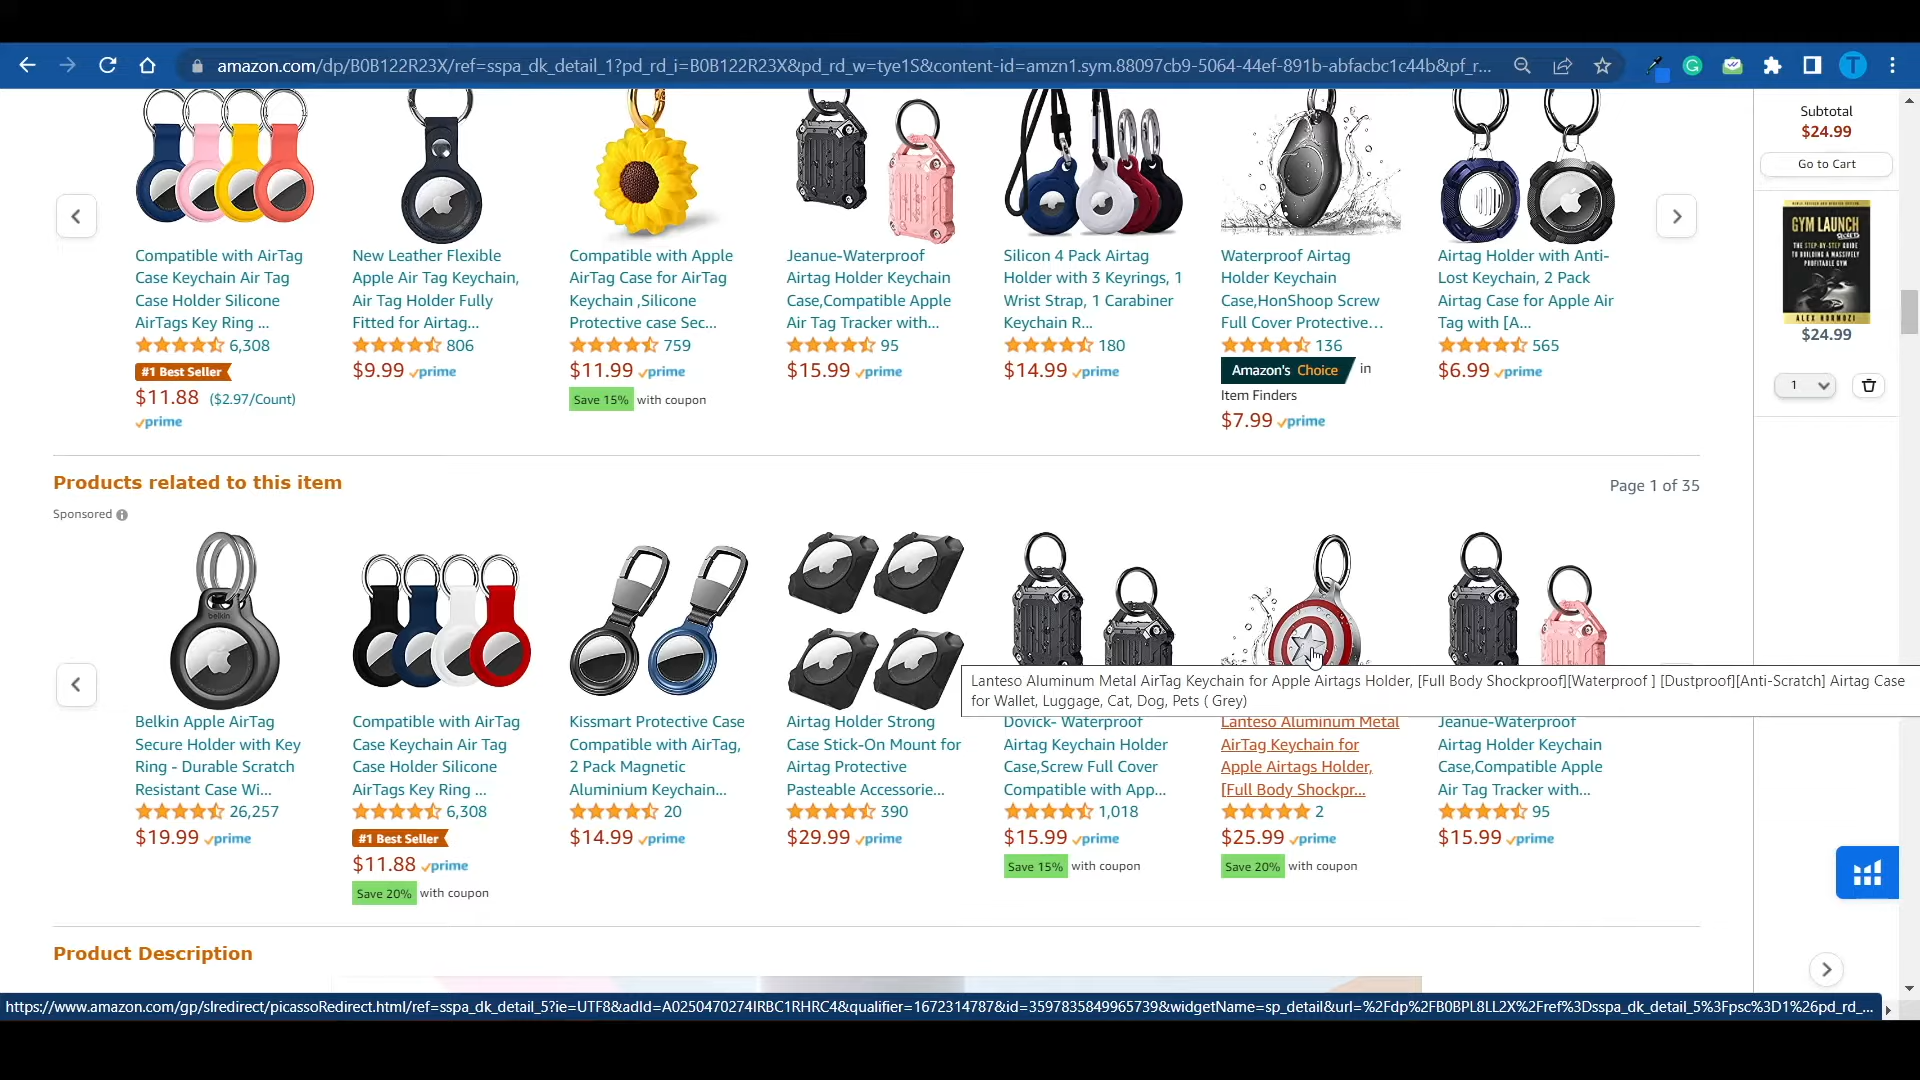 amazon.com/dp/B0B122R23X/ref=sspa_dk_detail_1?pd_rd_i=B0B122R23X&pd_rd_w=tye1S&content-id=amzn1.sym.88097cb9-5064-44ef-891b-abfacbc1c44b&pf_r...
T
Subtotal
$24.99
Go to Cart
GYM LAUNCH
SECRETS
THE STEP-BY-STEP GUIDE
TO BUILDING A MASSIVELY
PROFITABLE GYM
ALEX HORMOZI
$24.99
1
Compatible with AirTag
Case Keychain Air Tag
Case Holder Silicone
AirTags Key Ring ...
6,308
#1 Best Seller
$11.88 ($2.97/Count)
prime
New Leather Flexible
Apple Air Tag Keychain,
Air Tag Holder Fully
Fitted for Airtag...
806
$9.99 prime
Compatible with Apple
AirTag Case for AirTag
Keychain ,Silicone
Protective case Sec...
759
$11.99 prime
Save 15% with coupon
Jeanue-Waterproof
Airtag Holder Keychain
Case,Compatible Apple
Air Tag Tracker with...
95
$15.99 prime
Silicon 4 Pack Airtag
Holder with 3 Keyrings, 1
Wrist Strap, 1 Carabiner
Keychain R...
180
$14.99 prime
Waterproof Airtag
Holder Keychain
Case,HonShoop Screw
Full Cover Protective...
136
Amazon's Choice in
Item Finders
$7.99 prime
Airtag Holder with Anti-
Lost Keychain, 2 Pack
Airtag Case for Apple Air
Tag with [A...
565
$6.99 prime
Products related to this item
Page 1 of 35
Sponsored
belkin
Belkin Apple AirTag
Secure Holder with Key
Ring - Durable Scratch
Resistant Case Wi...
26,257
$19.99 prime
Compatible with AirTag
Case Keychain Air Tag
Case Holder Silicone
AirTags Key Ring ...
6,308
#1 Best Seller
$11.88 prime
Save 20% with coupon
Kissmart Protective Case
Compatible with AirTag,
2 Pack Magnetic
Aluminium Keychain...
20
$14.99 prime
Airtag Holder Strong
Case Stick-On Mount for
Airtag Protective
Pasteable Accessorie...
390
$29.99 prime
Lanteso Aluminum Metal AirTag Keychain for Apple Airtags Holder, [Full Body Shockproof][Waterproof ] [Dustproof][Anti-Scratch] Airtag Case
for Wallet, Luggage, Cat, Dog, Pets ( Grey)
Dovick- Waterproof
Airtag Keychain Holder
Case,Screw Full Cover
Compatible with App...
1,018
$15.99 prime
Save 15% with coupon
Lanteso Aluminum Metal
AirTag Keychain for
Apple Airtags Holder,
[Full Body Shockpr...
2
$25.99 prime
Save 20% with coupon
Jeanue-Waterproof
Airtag Holder Keychain
Case,Compatible Apple
Air Tag Tracker with...
95
$15.99 prime
Product Description
https://www.amazon.com/gp/slredirect/picassoRedirect.html/ref=sspa_dk_detail_5?ie=UTF8&adId=A0250470274IRBC1RHRC4&qualifier=1672314787&id=3597835849965739&widgetName=sp_detail&url=%2Fdp%2FB0BPL8LL2X%2Fref%3Dsspa_dk_detail_5%3Fpsc%3D1%26pd_rd_...